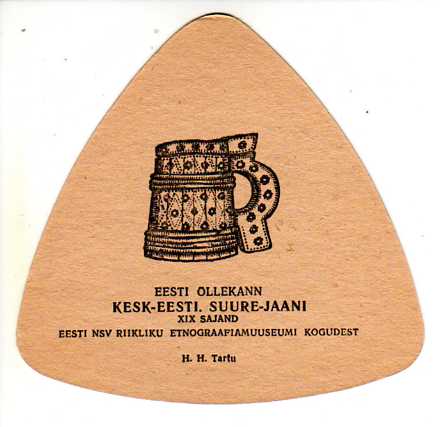 EESTI ÕLLEKANN
KESK-EESTI. SUURE-JAANI
XIX SAJAND
EESTI NSV RIIKLIKU ETNOGRAAFIAMUUSEUMI KOGUDEST
H. H. Tartu